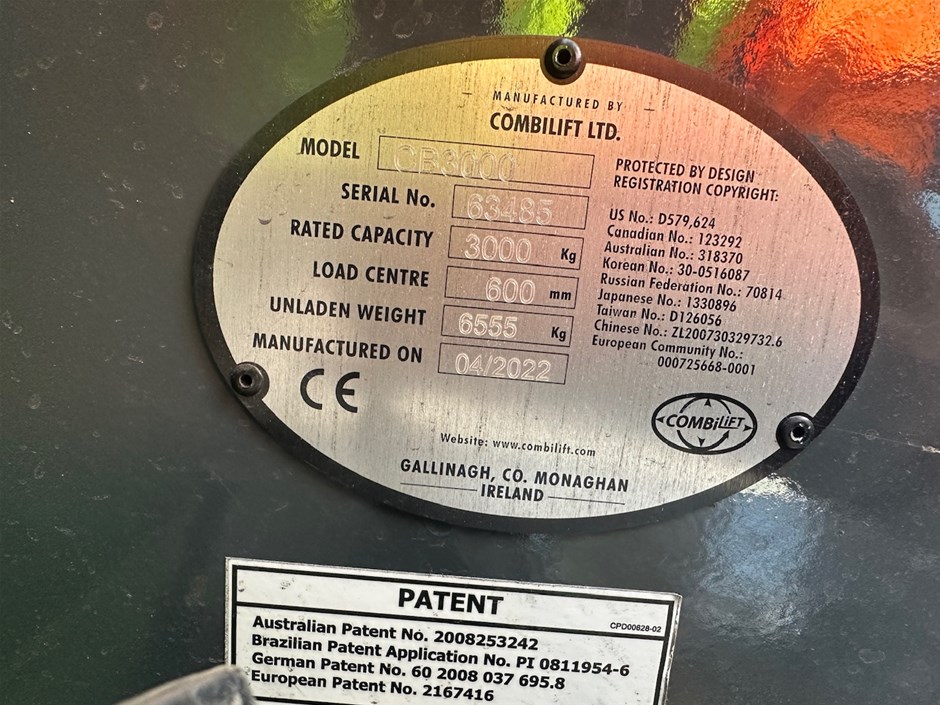 MANUFACTURED BY
COMBILIFT LTD.
MODEL CB3000
SERIAL No. 63485
RATED CAPACITY 3000 Kg
LOAD CENTRE 600 mm
UNLADEN WEIGHT 6555 Kg
MANUFACTURED ON 04/2022
CE
PROTECTED BY DESIGN
REGISTRATION COPYRIGHT:
US No.: D579,624
Canadian No.: 123292
Australian No.: 318370
Korean No.: 30-0516087
Russian Federation No.: 70814
Japanese No.: 1330896
Taiwan No.: D126056
Chinese No.: ZL200730329732.6
European Community No.:
000725668-0001
COMBiLiFT
Website: www.combilift.com
GALLINAGH, CO. MONAGHAN
IRELAND
PATENT
CPD00828-02
Australian Patent No. 2008253242
Brazilian Patent Application No. PI 0811954-6
German Patent No. 60 2008 037 695.8
European Patent No. 2167416